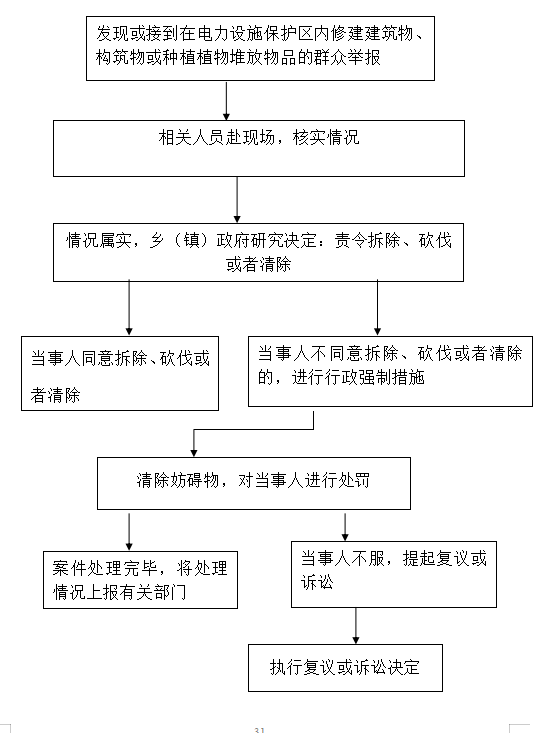 发现或接到在电力设施保护区内修建建筑物、
构筑物或种植植物堆放物品的群众举报
相关人员赴现场，核实情况
情况属实，乡（镇）政府研究决定：责令拆除、砍伐
或者清除
当事人同意拆除、砍伐或
者清除
当事人不同意拆除、砍伐或者清除
的，进行行政强制措施
清除妨碍物，对当事人进行处罚
案件处理完毕，将处理
情况上报有关部门
当事人不服，提起复议或
诉讼
执行复议或诉讼决定